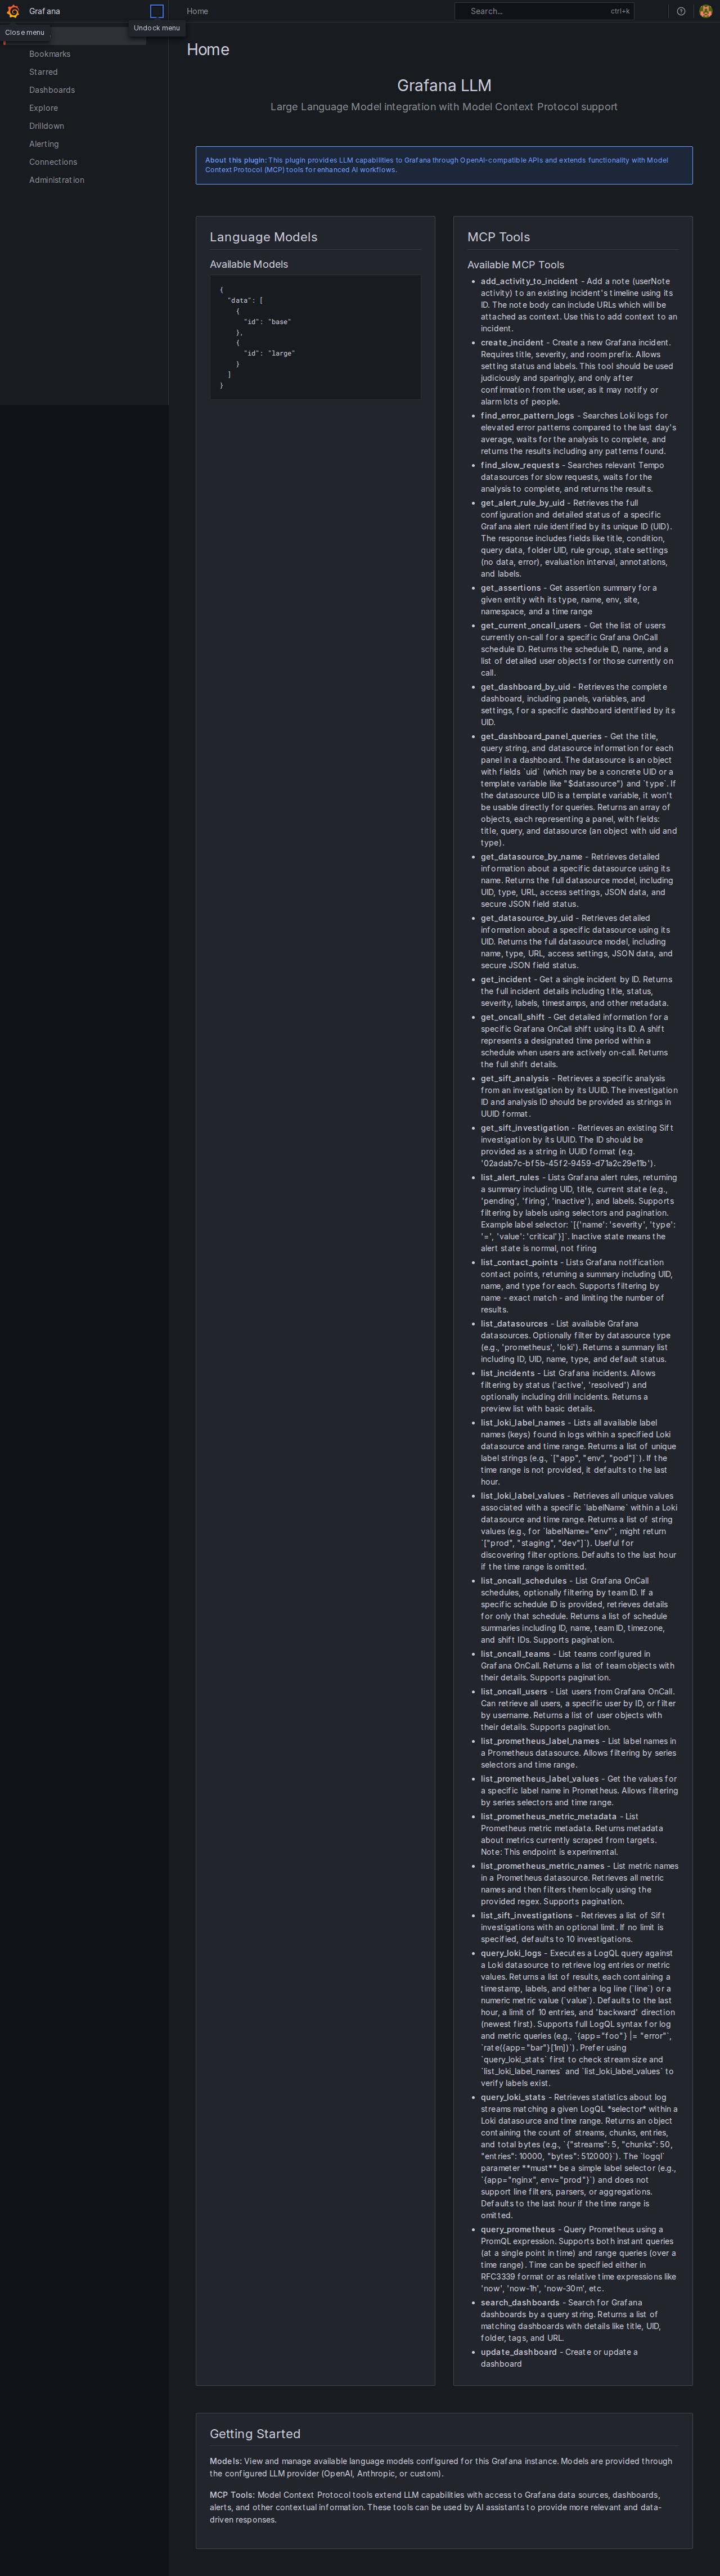 Grafana
Home
Search...
ctrl+k
Close menu
Undock menu
Bookmarks
Starred
Dashboards
Explore
Drilldown
Alerting
Connections
Administration
Home
Grafana LLM
Large Language Model integration with Model Context Protocol support
About this plugin: This plugin provides LLM capabilities to Grafana through OpenAI-compatible APIs and extends functionality with Model
Context Protocol (MCP) tools for enhanced AI workflows.
Language Models
Available Models
{
"data": [
{
"id": "base"
},
{
"id": "large"
}
]
}
MCP Tools
Available MCP Tools
• add_activity_to_incident - Add a note (userNote
activity) to an existing incident's timeline using its
ID. The note body can include URLs which will be
attached as context. Use this to add context to an
incident.
• create_incident - Create a new Grafana incident.
Requires title, severity, and room prefix. Allows
setting status and labels. This tool should be used
judiciously and sparingly, and only after
confirmation from the user, as it may notify or
alarm lots of people.
• find_error_pattern_logs - Searches Loki logs for
elevated error patterns compared to the last day's
average, waits for the analysis to complete, and
returns the results including any patterns found.
• find_slow_requests - Searches relevant Tempo
datasources for slow requests, waits for the
analysis to complete, and returns the results.
• get_alert_rule_by_uid - Retrieves the full
configuration and detailed status of a specific
Grafana alert rule identified by its unique ID (UID).
The response includes fields like title, condition,
query data, folder UID, rule group, state settings
(no data, error), evaluation interval, annotations,
and labels.
• get_assertions - Get assertion summary for a
given entity with its type, name, env, site,
namespace, and a time range
• get_current_oncall_users - Get the list of users
currently on-call for a specific Grafana OnCall
schedule ID. Returns the schedule ID, name, and a
list of detailed user objects for those currently on
call.
• get_dashboard_by_uid - Retrieves the complete
dashboard, including panels, variables, and
settings, for a specific dashboard identified by its
UID.
• get_dashboard_panel_queries - Get the title,
query string, and datasource information for each
panel in a dashboard. The datasource is an object
with fields `uid` (which may be a concrete UID or a
template variable like "$datasource") and `type`. If
the datasource UID is a template variable, it won't
be usable directly for queries. Returns an array of
objects, each representing a panel, with fields:
title, query, and datasource (an object with uid and
type).
• get_datasource_by_name - Retrieves detailed
information about a specific datasource using its
name. Returns the full datasource model, including
UID, type, URL, access settings, JSON data, and
secure JSON field status.
• get_datasource_by_uid - Retrieves detailed
information about a specific datasource using its
UID. Returns the full datasource model, including
name, type, URL, access settings, JSON data, and
secure JSON field status.
• get_incident - Get a single incident by ID. Returns
the full incident details including title, status,
severity, labels, timestamps, and other metadata.
• get_oncall_shift - Get detailed information for a
specific Grafana OnCall shift using its ID. A shift
represents a designated time period within a
schedule when users are actively on-call. Returns
the full shift details.
• get_sift_analysis - Retrieves a specific analysis
from an investigation by its UUID. The investigation
ID and analysis ID should be provided as strings in
UUID format.
• get_sift_investigation - Retrieves an existing Sift
investigation by its UUID. The ID should be
provided as a string in UUID format (e.g.
'02adab7c-bf5b-45f2-9459-d71a2c29e11b').
• list_alert_rules - Lists Grafana alert rules, returning
a summary including UID, title, current state (e.g.,
'pending', 'firing', 'inactive'), and labels. Supports
filtering by labels using selectors and pagination.
Example label selector: `[{'name': 'severity', 'type':
'=', 'value': 'critical'}]`. Inactive state means the
alert state is normal, not firing
• list_contact_points - Lists Grafana notification
contact points, returning a summary including UID,
name, and type for each. Supports filtering by
name - exact match - and limiting the number of
results.
• list_datasources - List available Grafana
datasources. Optionally filter by datasource type
(e.g., 'prometheus', 'loki'). Returns a summary list
including ID, UID, name, type, and default status.
• list_incidents - List Grafana incidents. Allows
filtering by status ('active', 'resolved') and
optionally including drill incidents. Returns a
preview list with basic details.
• list_loki_label_names - Lists all available label
names (keys) found in logs within a specified Loki
datasource and time range. Returns a list of unique
label strings (e.g., `["app", "env", "pod"]`). If the
time range is not provided, it defaults to the last
hour.
• list_loki_label_values - Retrieves all unique values
associated with a specific `labelName` within a Loki
datasource and time range. Returns a list of string
values (e.g., for `labelName="env"`, might return
`["prod", "staging", "dev"]`). Useful for
discovering filter options. Defaults to the last hour
if the time range is omitted.
• list_oncall_schedules - List Grafana OnCall
schedules, optionally filtering by team ID. If a
specific schedule ID is provided, retrieves details
for only that schedule. Returns a list of schedule
summaries including ID, name, team ID, timezone,
and shift IDs. Supports pagination.
• list_oncall_teams - List teams configured in
Grafana OnCall. Returns a list of team objects with
their details. Supports pagination.
• list_oncall_users - List users from Grafana OnCall.
Can retrieve all users, a specific user by ID, or filter
by username. Returns a list of user objects with
their details. Supports pagination.
• list_prometheus_label_names - List label names in
a Prometheus datasource. Allows filtering by series
selectors and time range.
• list_prometheus_label_values - Get the values for
a specific label name in Prometheus. Allows filtering
by series selectors and time range.
• list_prometheus_metric_metadata - List
Prometheus metric metadata. Returns metadata
about metrics currently scraped from targets.
Note: This endpoint is experimental.
• list_prometheus_metric_names - List metric names
in a Prometheus datasource. Retrieves all metric
names and then filters them locally using the
provided regex. Supports pagination.
• list_sift_investigations - Retrieves a list of Sift
investigations with an optional limit. If no limit is
specified, defaults to 10 investigations.
• query_loki_logs - Executes a LogQL query against
a Loki datasource to retrieve log entries or metric
values. Returns a list of results, each containing a
timestamp, labels, and either a log line (`line`) or a
numeric metric value (`value`). Defaults to the last
hour, a limit of 10 entries, and 'backward' direction
(newest first). Supports full LogQL syntax for log
and metric queries (e.g., `{app="foo"} |= "error"`,
`rate({app="bar"}[1m])`). Prefer using
`query_loki_stats` first to check stream size and
`list_loki_label_names` and `list_loki_label_values` to
verify labels exist.
• query_loki_stats - Retrieves statistics about log
streams matching a given LogQL *selector* within a
Loki datasource and time range. Returns an object
containing the count of streams, chunks, entries,
and total bytes (e.g., `{"streams": 5, "chunks": 50,
"entries": 10000, "bytes": 512000}`). The `logql`
parameter **must** be a simple label selector (e.g.,
`{app="nginx", env="prod"}`) and does not
support line filters, parsers, or aggregations.
Defaults to the last hour if the time range is
omitted.
• query_prometheus - Query Prometheus using a
PromQL expression. Supports both instant queries
(at a single point in time) and range queries (over a
time range). Time can be specified either in
RFC3339 format or as relative time expressions like
'now', 'now-1h', 'now-30m', etc.
• search_dashboards - Search for Grafana
dashboards by a query string. Returns a list of
matching dashboards with details like title, UID,
folder, tags, and URL.
• update_dashboard - Create or update a
dashboard
Getting Started
Models: View and manage available language models configured for this Grafana instance. Models are provided through
the configured LLM provider (OpenAI, Anthropic, or custom).
MCP Tools: Model Context Protocol tools extend LLM capabilities with access to Grafana data sources, dashboards,
alerts, and other contextual information. These tools can be used by AI assistants to provide more relevant and data-
driven responses.